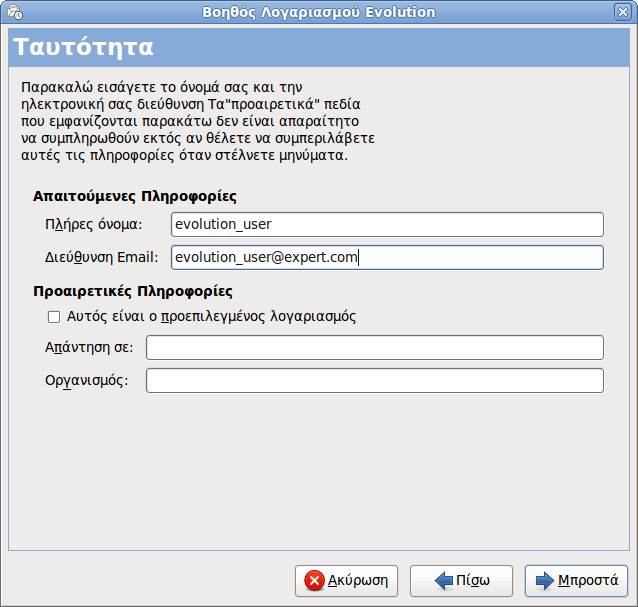 Βοηθός Λογαριασμού Evolution
Ταυτότητα
Παρακαλώ εισάγετε το όνομά σας και την
ηλεκτρονική σας διεύθυνση Τα"προαιρετικά" πεδία
που εμφανίζονται παρακάτω δεν είναι απαραίτητο
να συμπληρωθούν εκτός αν θέλετε να συμπεριλάβετε
αυτές τις πληροφορίες όταν στέλνετε μηνύματα.
Απαιτούμενες Πληροφορίες
Πλήρες όνομα: evolution_user
Διεύθυνση Email: evolution_user@expert.com
Προαιρετικές Πληροφορίες
Αυτός είναι ο προεπιλεγμένος λογαριασμός
Απάντηση σε:
Οργανισμός:
Ακύρωση Πίσω Μπροστά